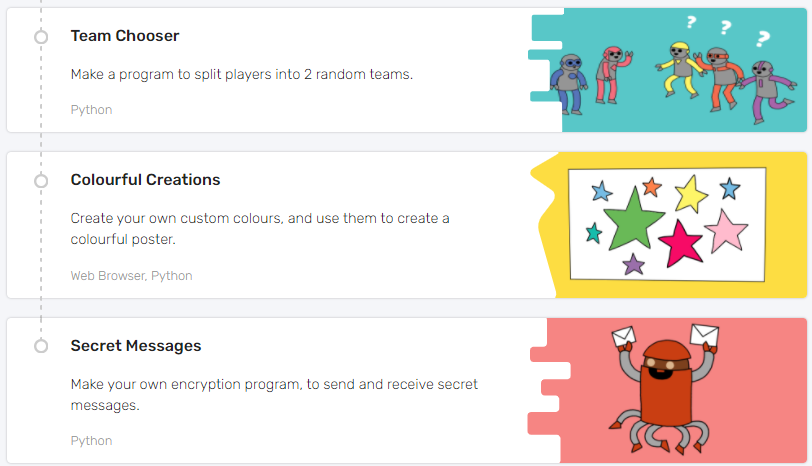 Team Chooser
Make a program to split players into 2 random teams.
Python
? ? ?
Colourful Creations
Create your own custom colours, and use them to create a
colourful poster.
Web Browser, Python
Secret Messages
Make your own encryption program, to send and receive secret
messages.
Python